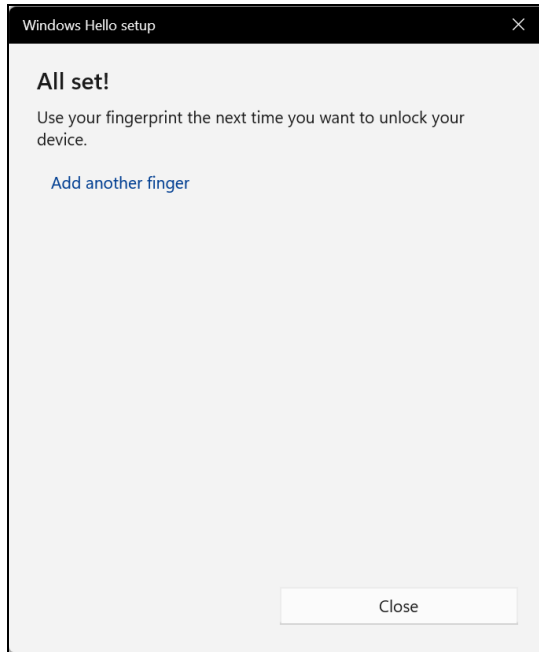 Windows Hello setup
All set!
Use your fingerprint the next time you want to unlock your
device.
Add another finger
Close